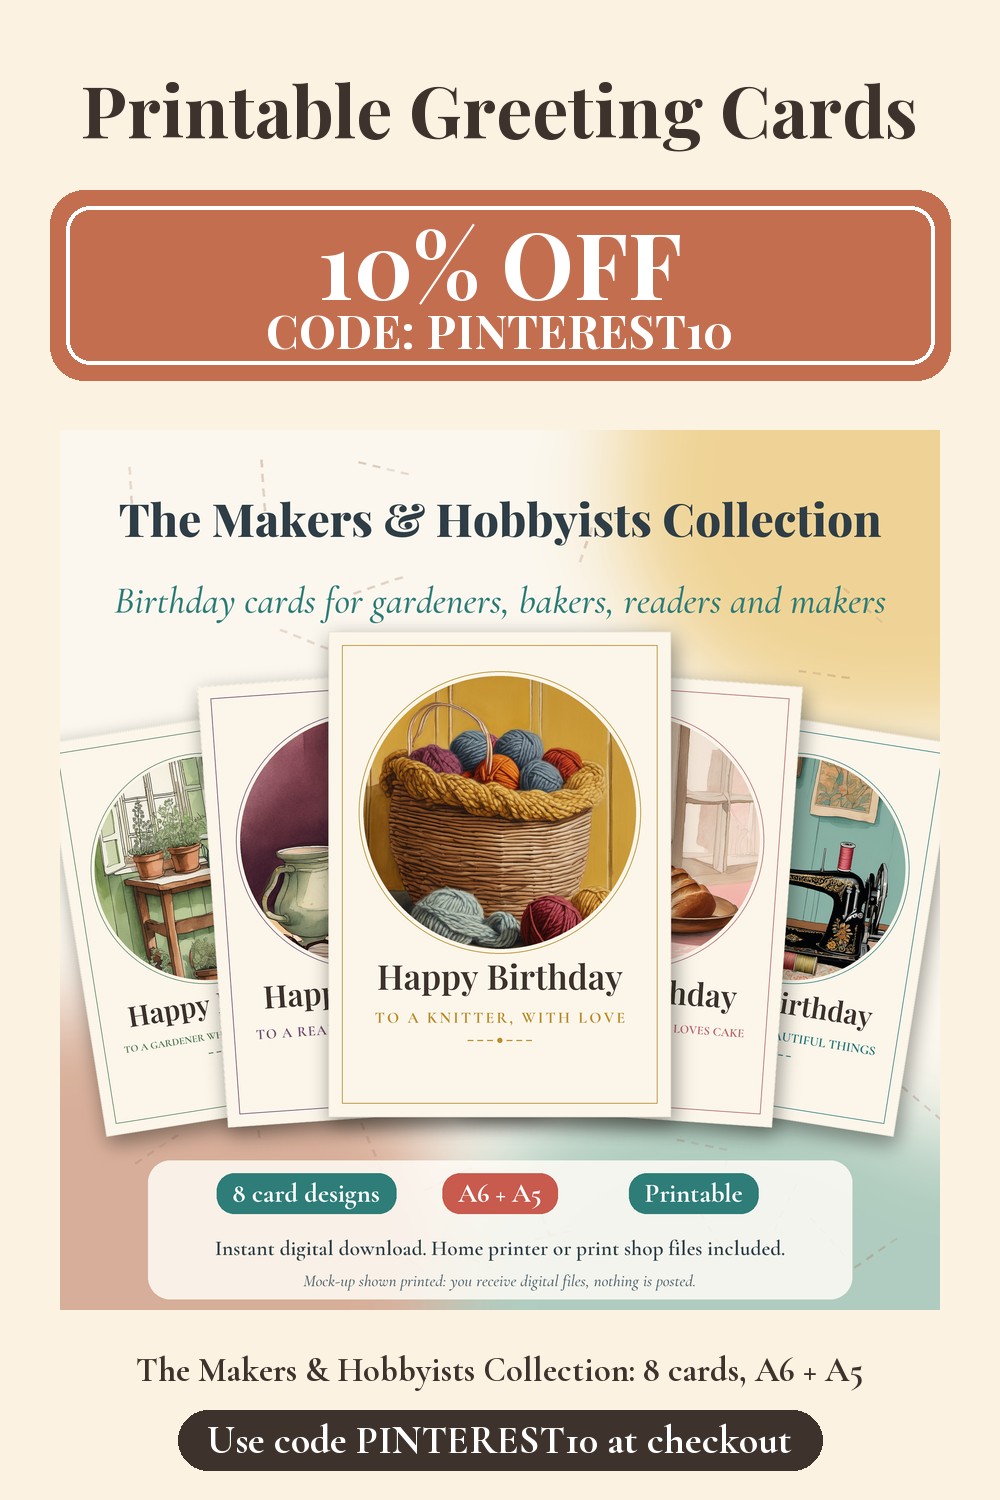 Printable Greeting Cards
10% OFF
CODE: PINTEREST10
The Makers & Hobbyists Collection
Birthday cards for gardeners, bakers, readers and makers
Happy
TO A GARDENER
Happ
TO A REA
Happy Birthday
TO A KNITTER, WITH LOVE
hday
LOVES CAKE
irthday
AUTIFUL THINGS
8 card designs
A6 + A5
Printable
Instant digital download. Home printer or print shop files included.
Mock-up shown printed: you receive digital files, nothing is posted.
The Makers & Hobbyists Collection: 8 cards, A6 + A5
Use code PINTEREST10 at checkout